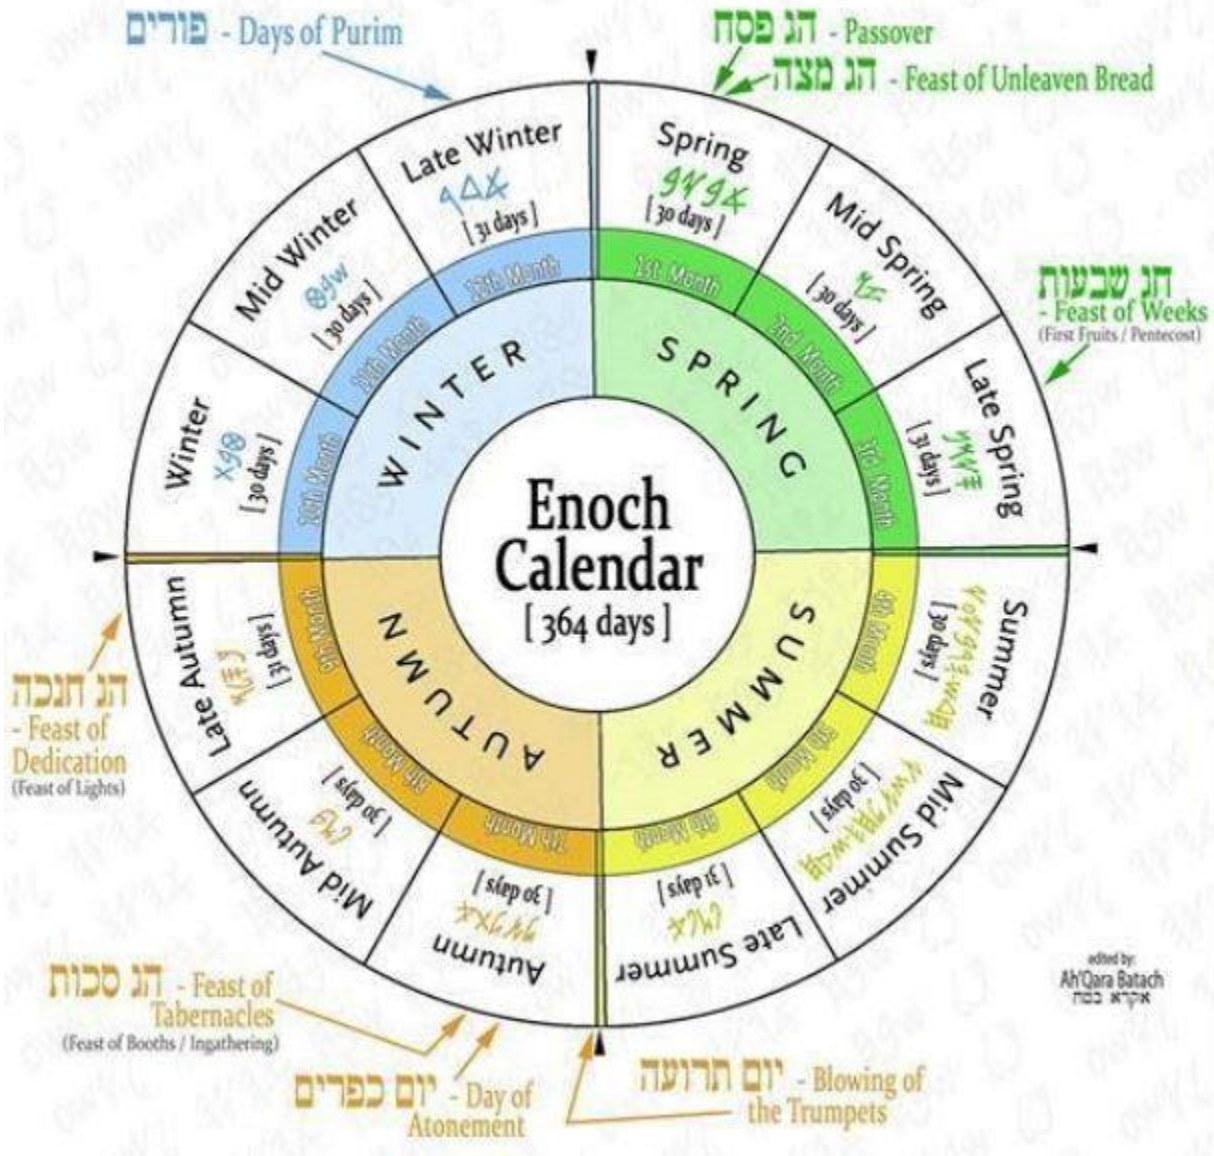 פורים - Days of Purim
הג פסח - Passover
הג מצה - Feast of Unleaven Bread
חג שבעות
- Feast of Weeks
(First Fruits / Pentecost)
Spring
[ 30 days ]
1st. Month
Mid Spring
[ 30 days ]
2nd. Month
Late Spring
[ 31 days ]
3rd. Month
Summer
[ 30 days ]
4th Month
Mid Summer
[ 30 days ]
5th Month
Late Summer
[ 31 days ]
6th Month
Autumn
[ 30 days ]
7th Month
Mid Autumn
[ 30 days ]
8th Month
Late Autumn
[ 31 days ]
9th Month
Winter
[ 30 days ]
10th Month
Mid Winter
[ 30 days ]
11th Month
Late Winter
[ 31 days ]
12th Month
SPRING
SUMMER
AUTUMN
WINTER
Enoch
Calendar
[ 364 days ]
הג חנכה
- Feast of
Dedication
(Feast of Lights)
הג סכות - Feast of
Tabernacles
(Feast of Booths / Ingathering)
יום כפרים - Day of
Atonement
יום תרועה - Blowing of
the Trumpets
edited by:
Ah'Qara Batach
אקרא בטח